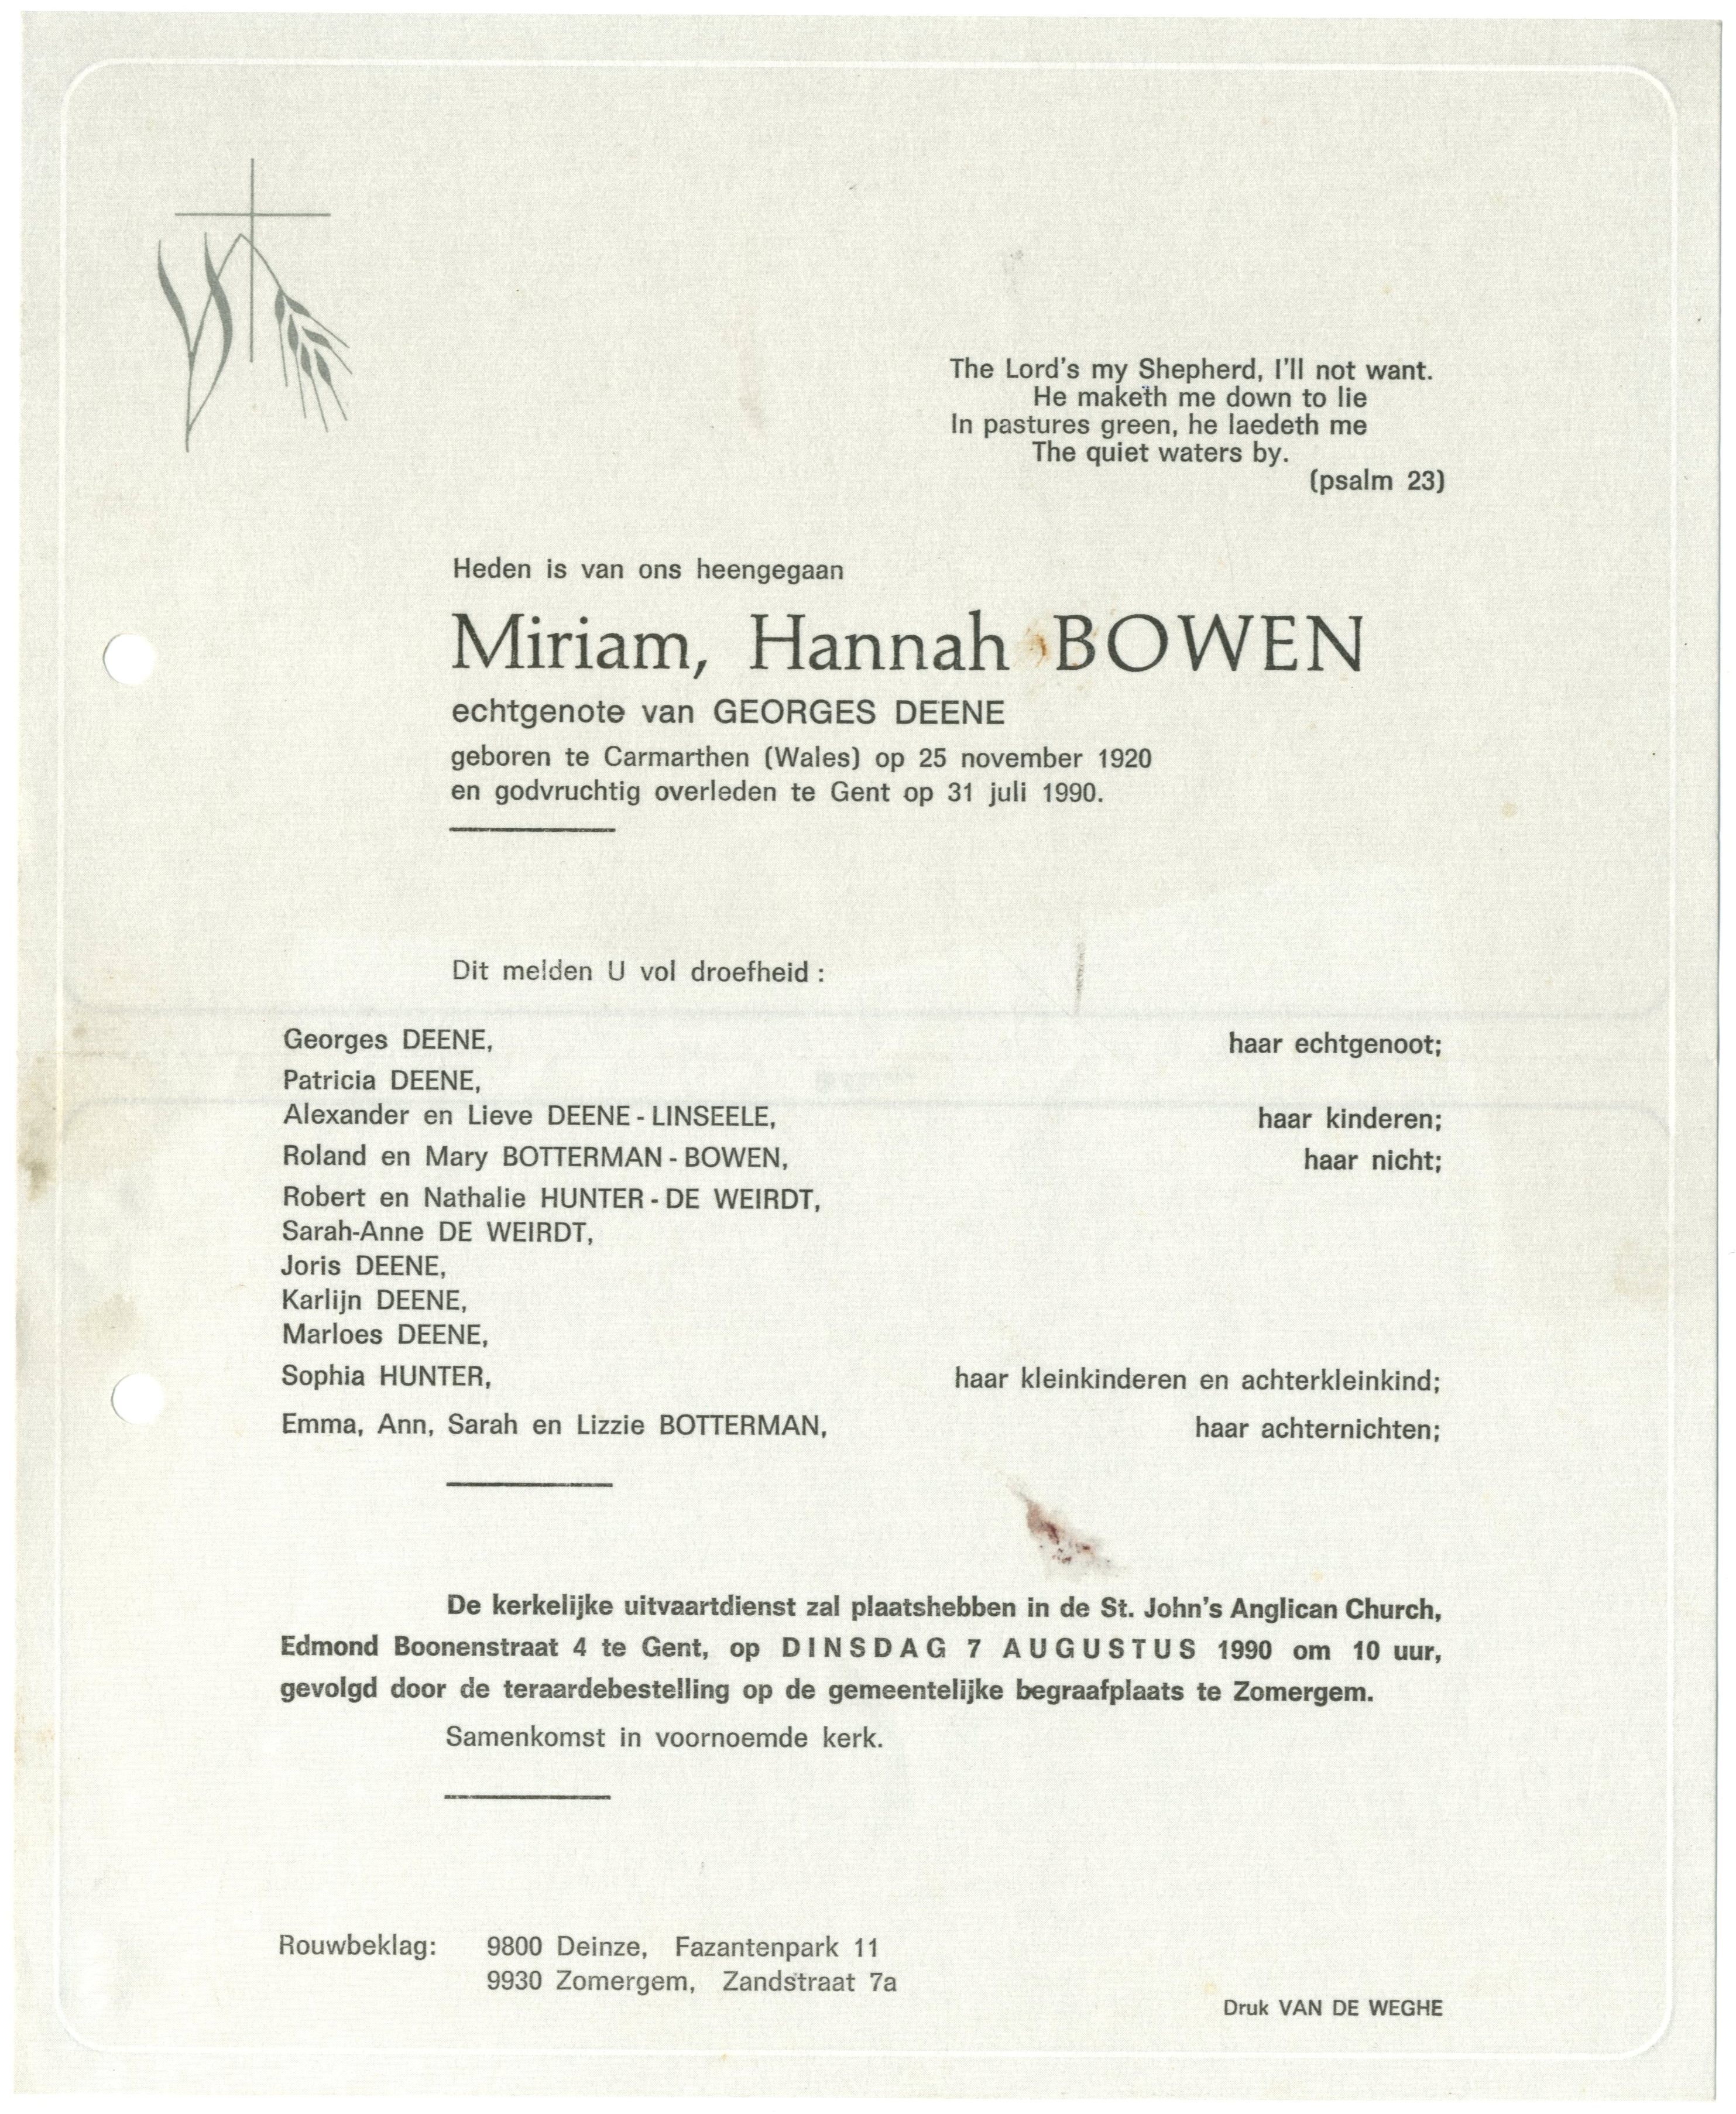 The Lord's my Shepherd, I'll not want.
He maketh me down to lie
In pastures green, he laedeth me
The quiet waters by.
(psalm 23)
Heden is van ons heengegaan
Miriam, Hannah BOWEN
echtgenote van GEORGES DEENE
geboren te Carmarthen (Wales) op 25 november 1920
en godvruchtig overleden te Gent op 31 juli 1990.
Dit melden U vol droefheid :
Georges DEENE, haar echtgenoot;
Patricia DEENE,
Alexander en Lieve DEENE - LINSEELE, haar kinderen;
Roland en Mary BOTTERMAN - BOWEN, haar nicht;
Robert en Nathalie HUNTER - DE WEIRDT,
Sarah-Anne DE WEIRDT,
Joris DEENE,
Karlijn DEENE,
Marloes DEENE,
Sophia HUNTER, haar kleinkinderen en achterkleinkind;
Emma, Ann, Sarah en Lizzie BOTTERMAN, haar achternichten;
De kerkelijke uitvaartdienst zal plaatshebben in de St. John's Anglican Church,
Edmond Boonenstraat 4 te Gent, op DINSDAG 7 AUGUSTUS 1990 om 10 uur,
gevolgd door de teraardebestelling op de gemeentelijke begraafplaats te Zomergem.
Samenkomst in voornoemde kerk.
Rouwbeklag: 9800 Deinze, Fazantenpark 11
9930 Zomergem, Zandstraat 7a
Druk VAN DE WEGHE